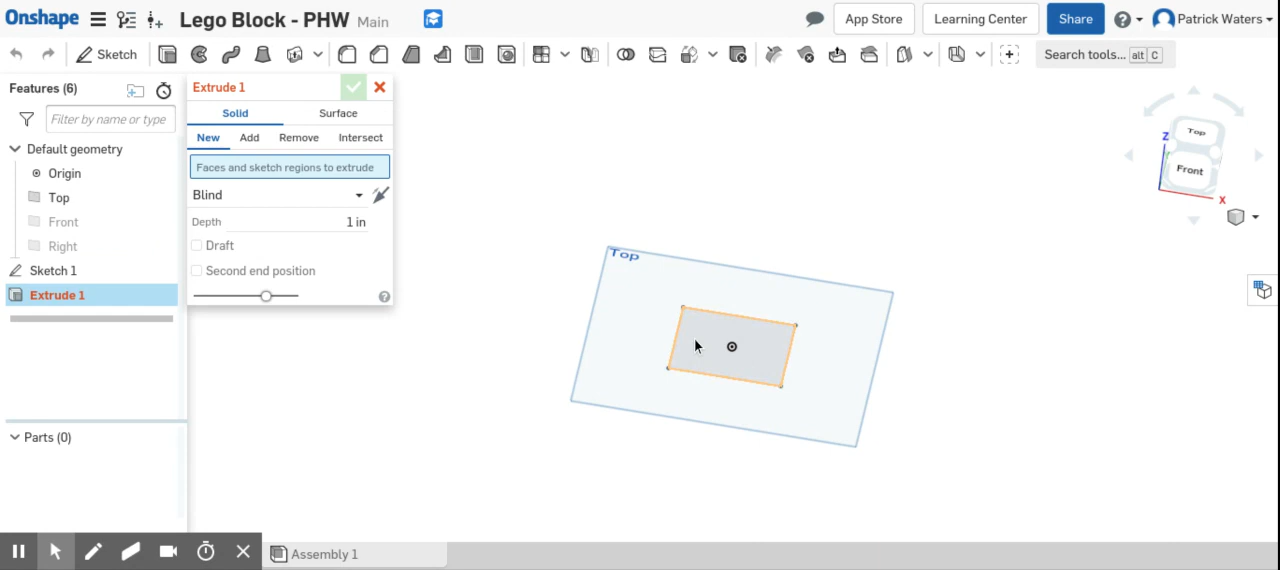 Onshape Lego Block - PHW Main App Store Learning Center Share Patrick Waters
Sketch Search tools... alt C
Features (6)
Filter by name or type
Default geometry
Origin
Top
Front
Right
Sketch 1
Extrude 1
Parts (0)
Extrude 1
Solid Surface
New Add Remove Intersect
Faces and sketch regions to extrude
Blind
Depth 1 in
Draft
Second end position
Top
Z
Top
Front
X
Assembly 1